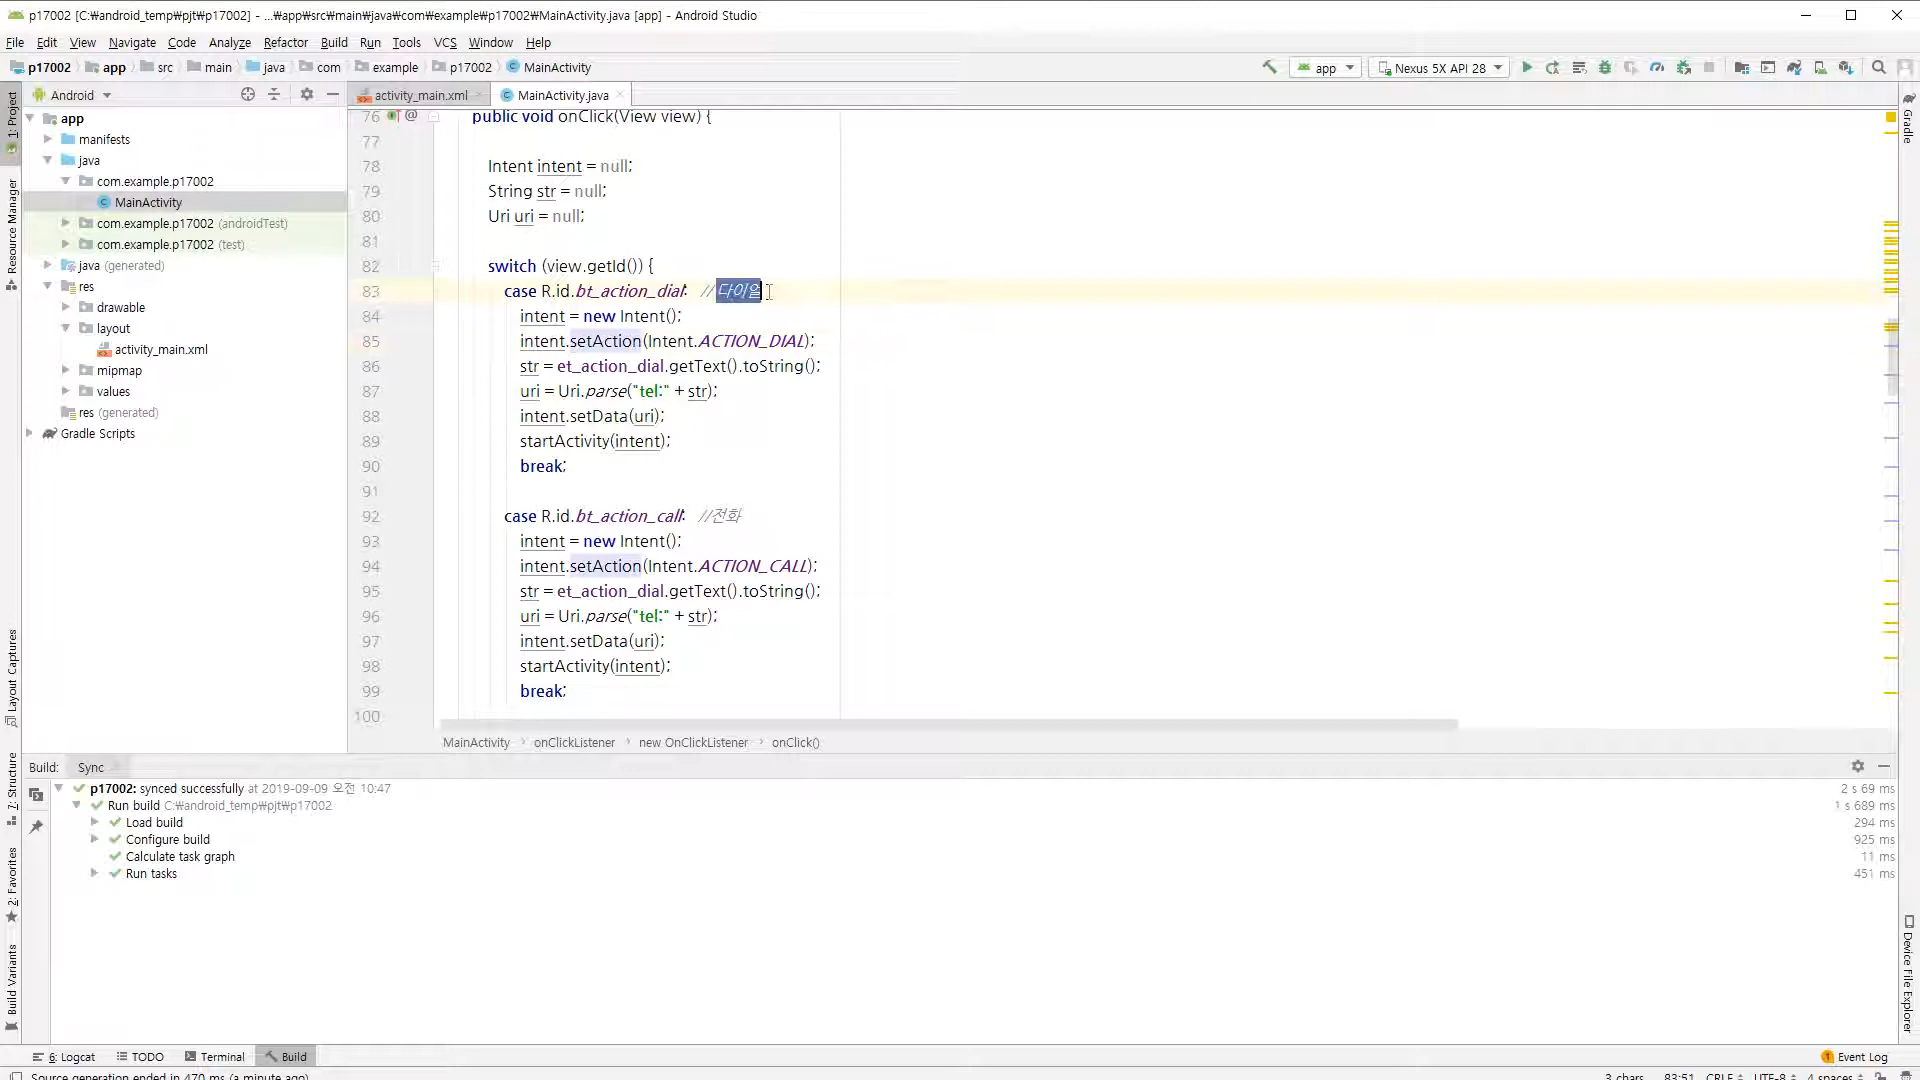 p17002 [C:₩android_temp₩pjt₩p17002] - ...₩app₩src₩main₩java₩com₩example₩p17002₩MainActivity.java [app] - Android Studio
File Edit View Navigate Code Analyze Refactor Build Run Tools VCS Window Help
p17002 app src main java com example p17002 MainActivity
app Nexus 5X API 28
Android
activity_main.xml MainActivity.java
app
manifests
java
com.example.p17002
MainActivity
com.example.p17002 (androidTest)
com.example.p17002 (test)
java (generated)
res
drawable
layout
activity_main.xml
mipmap
values
res (generated)
Gradle Scripts
1: Project
Resource Manager
Layout Captures
7: Structure
2: Favorites
Build Variants
76 public void onClick(View view) {
77
78 Intent intent = null;
79 String str = null;
80 Uri uri = null;
81
82 switch (view.getId()) {
83 case R.id.bt_action_dial: //다이얼
84 intent = new Intent();
85 intent.setAction(Intent.ACTION_DIAL);
86 str = et_action_dial.getText().toString();
87 uri = Uri.parse("tel:" + str);
88 intent.setData(uri);
89 startActivity(intent);
90 break;
91
92 case R.id.bt_action_call: //전화
93 intent = new Intent();
94 intent.setAction(Intent.ACTION_CALL);
95 str = et_action_dial.getText().toString();
96 uri = Uri.parse("tel:" + str);
97 intent.setData(uri);
98 startActivity(intent);
99 break;
100
MainActivity › onClickListener › new OnClickListener › onClick()
Gradle
Device File Explorer
Build: Sync
p17002: synced successfully at 2019-09-09 오전 10:47 2 s 69 ms
Run build C:₩android_temp₩pjt₩p17002 1 s 689 ms
Load build 294 ms
Configure build 925 ms
Calculate task graph 11 ms
Run tasks 451 ms
6: Logcat TODO Terminal Build Event Log
Source generation ended in 470 ms (a minute ago) 3 chars 83:51 CRLF UTF-8 4 spaces